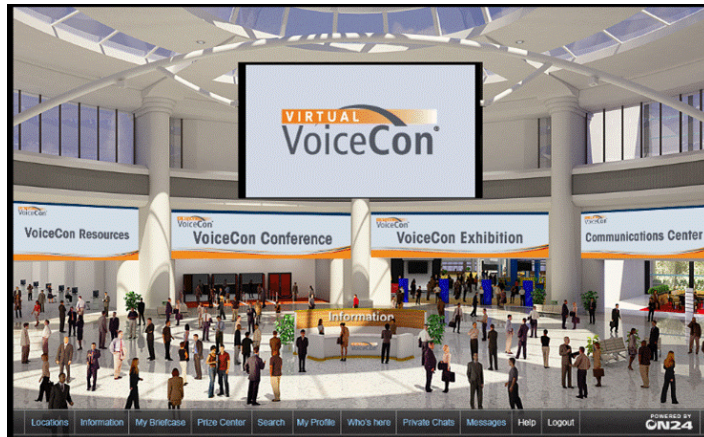 VIRTUAL
VoiceCon®
VoiceCon
VoiceCon Resources
VoiceCon
VoiceCon Conference
VoiceCon
VoiceCon Exhibition
VoiceCon
Communications Center
Information
VoiceCon
Locations Information My Briefcase Prize Center Search My Profile Who's here Private Chats Messages Help Logout
POWERED BY
ON24